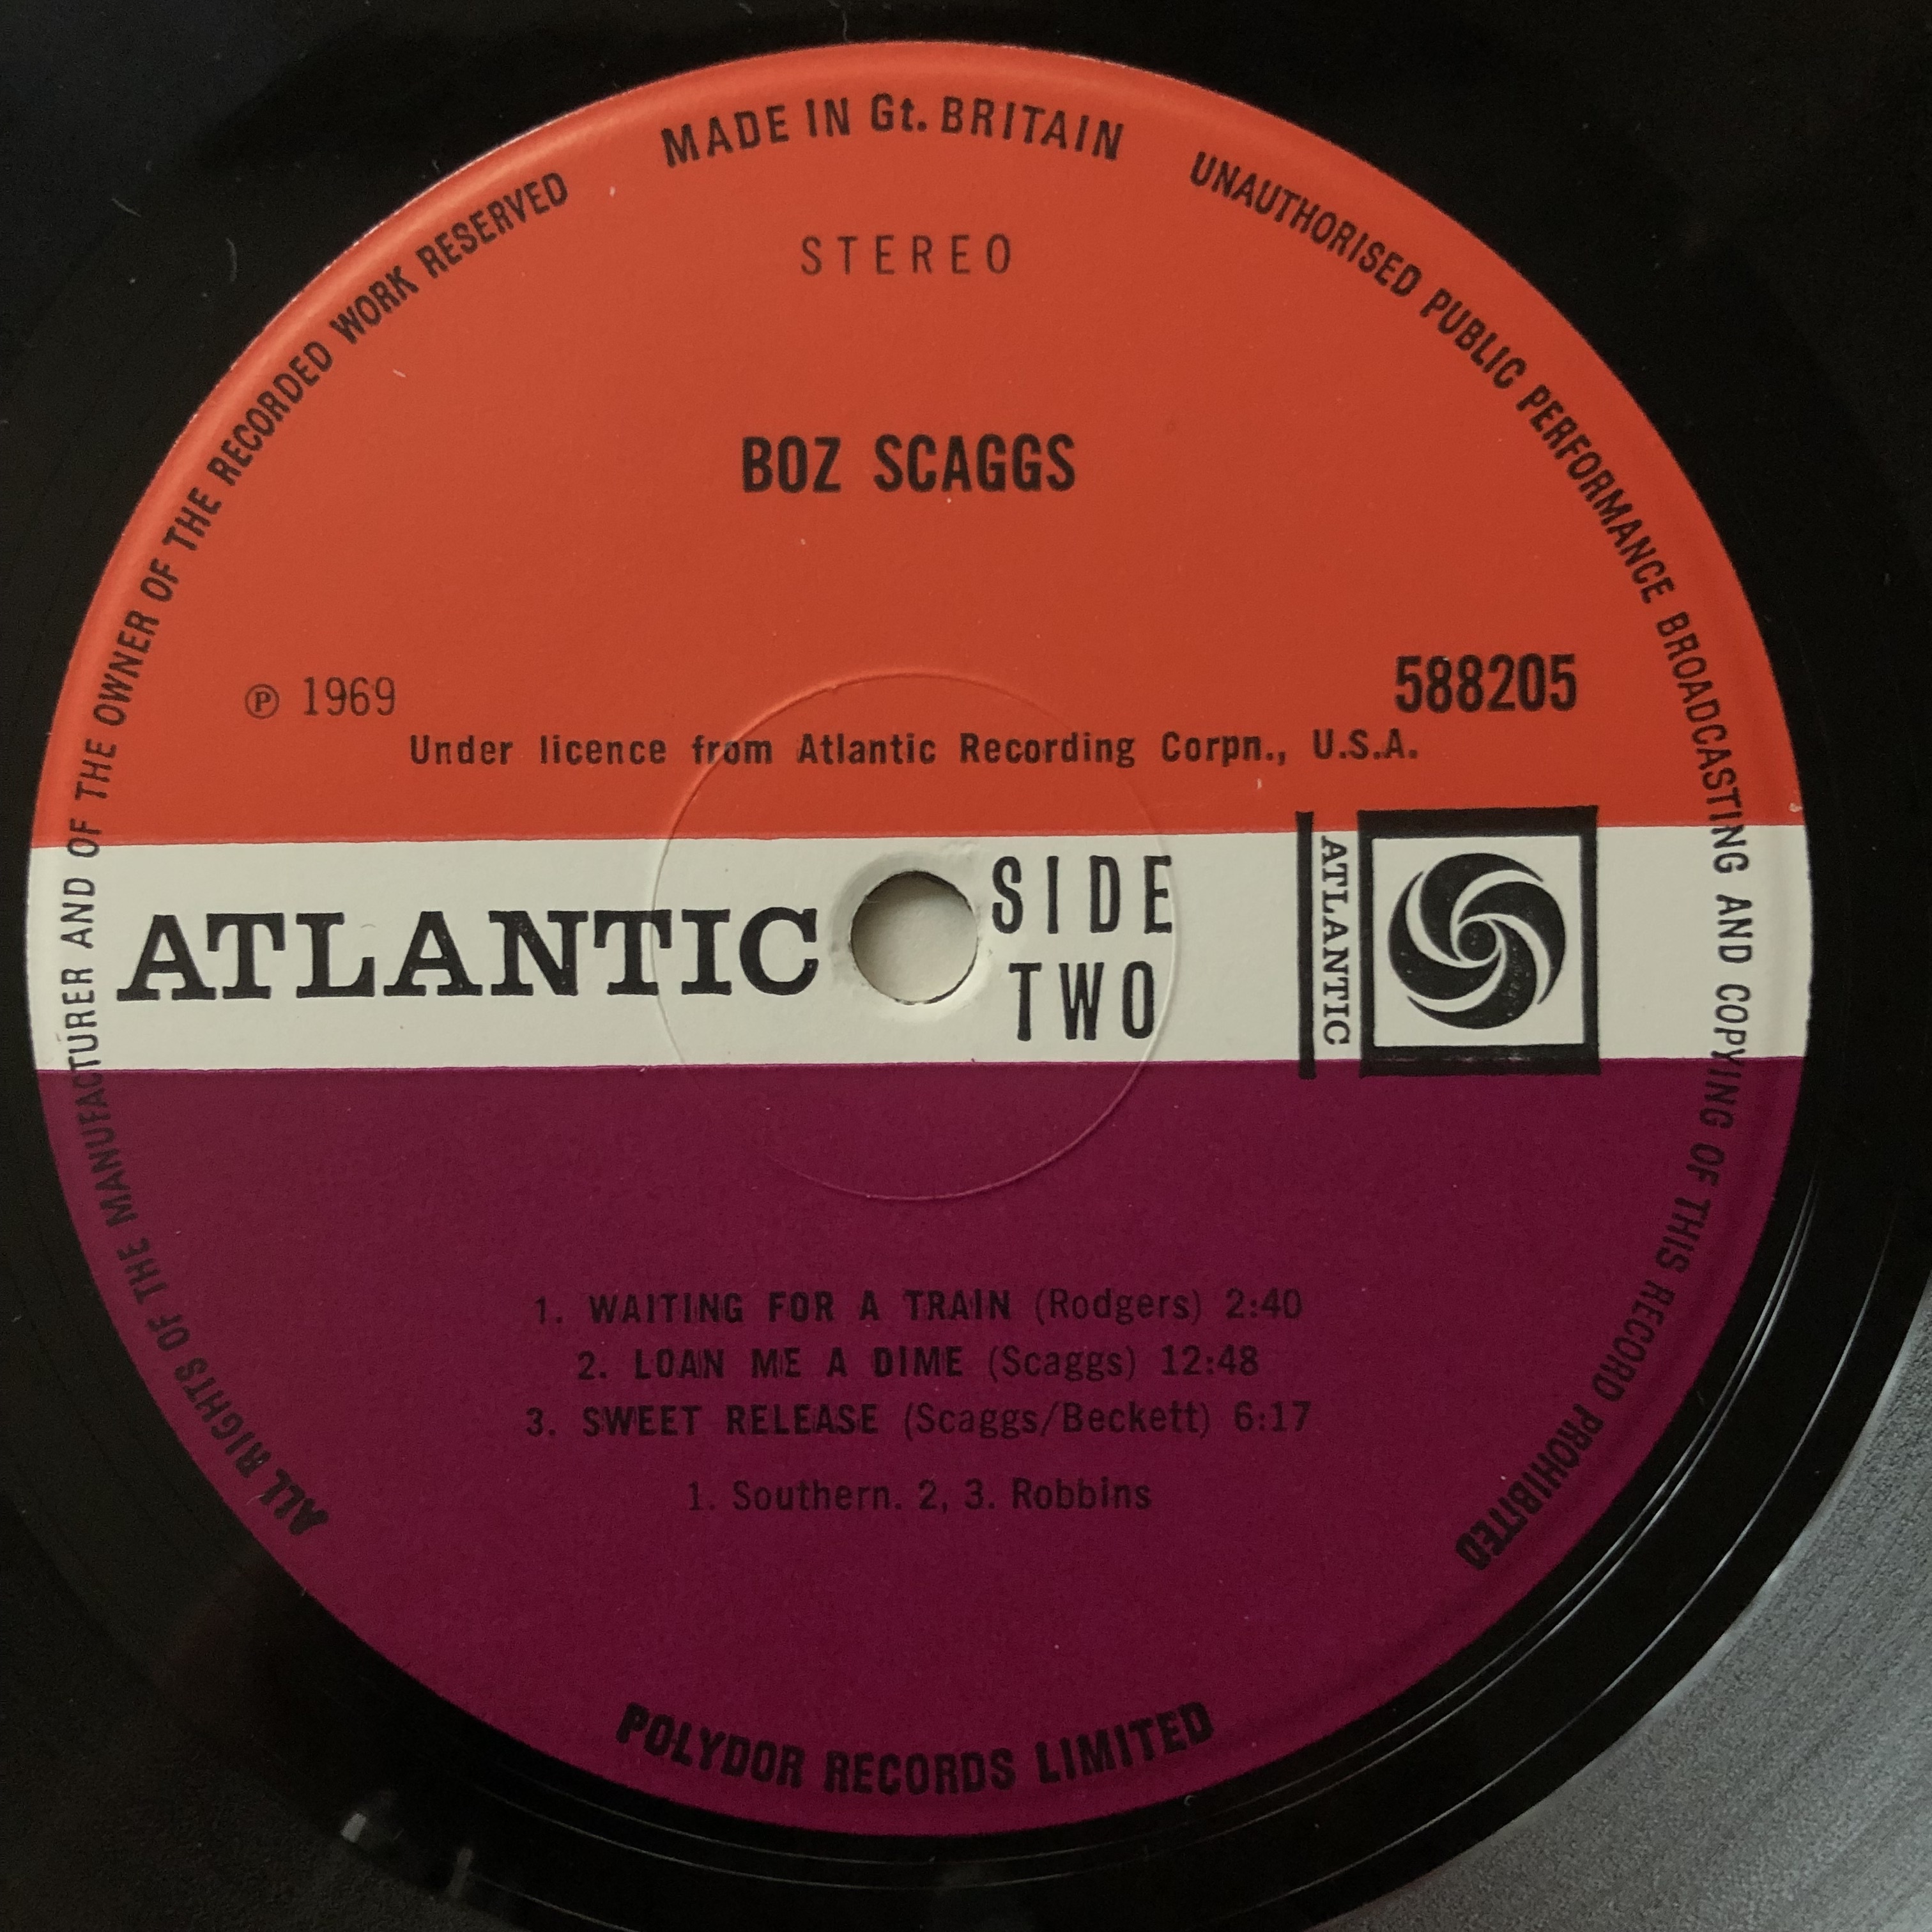 MADE IN Gt. BRITAIN
UNAUTHORISED PUBLIC PERFORMANCE BROADCASTING AND COPYING OF THIS RECORD PROHIBITED
ALL RIGHTS OF THE MANUFACTURER AND OF THE OWNER OF THE RECORDED WORK RESERVED
STEREO
BOZ SCAGGS
℗ 1969
588205
Under licence from Atlantic Recording Corpn., U.S.A.
ATLANTIC
SIDE
TWO
ATLANTIC
1. WAITING FOR A TRAIN (Rodgers) 2:40
2. LOAN ME A DIME (Scaggs) 12:48
3. SWEET RELEASE (Scaggs/Beckett) 6:17
1. Southern. 2, 3. Robbins
POLYDOR RECORDS LIMITED